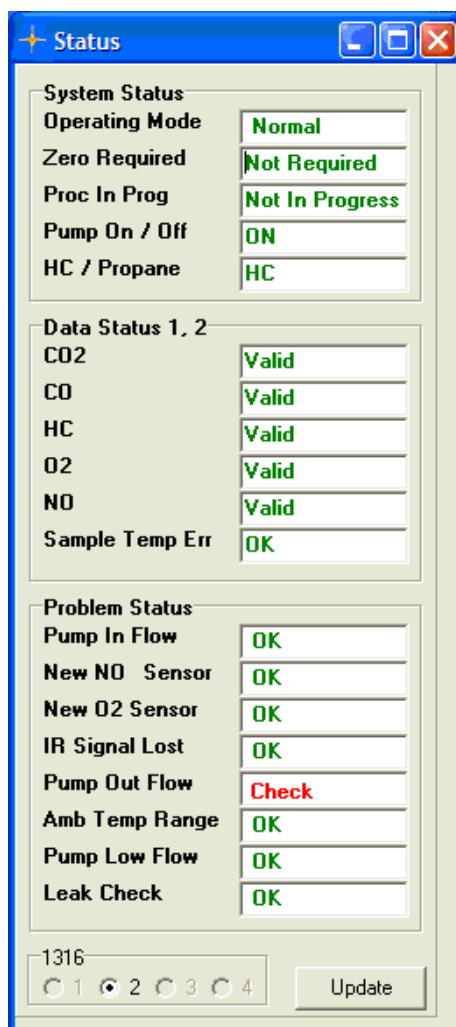 Status
System Status
Operating Mode Normal
Zero Required Not Required
Proc In Prog Not In Progress
Pump On / Off ON
HC / Propane HC
Data Status 1, 2
CO2 Valid
CO Valid
HC Valid
O2 Valid
NO Valid
Sample Temp Err OK
Problem Status
Pump In Flow OK
New NO Sensor OK
New O2 Sensor OK
IR Signal Lost OK
Pump Out Flow Check
Amb Temp Range OK
Pump Low Flow OK
Leak Check OK
1316
1 2 3 4 Update